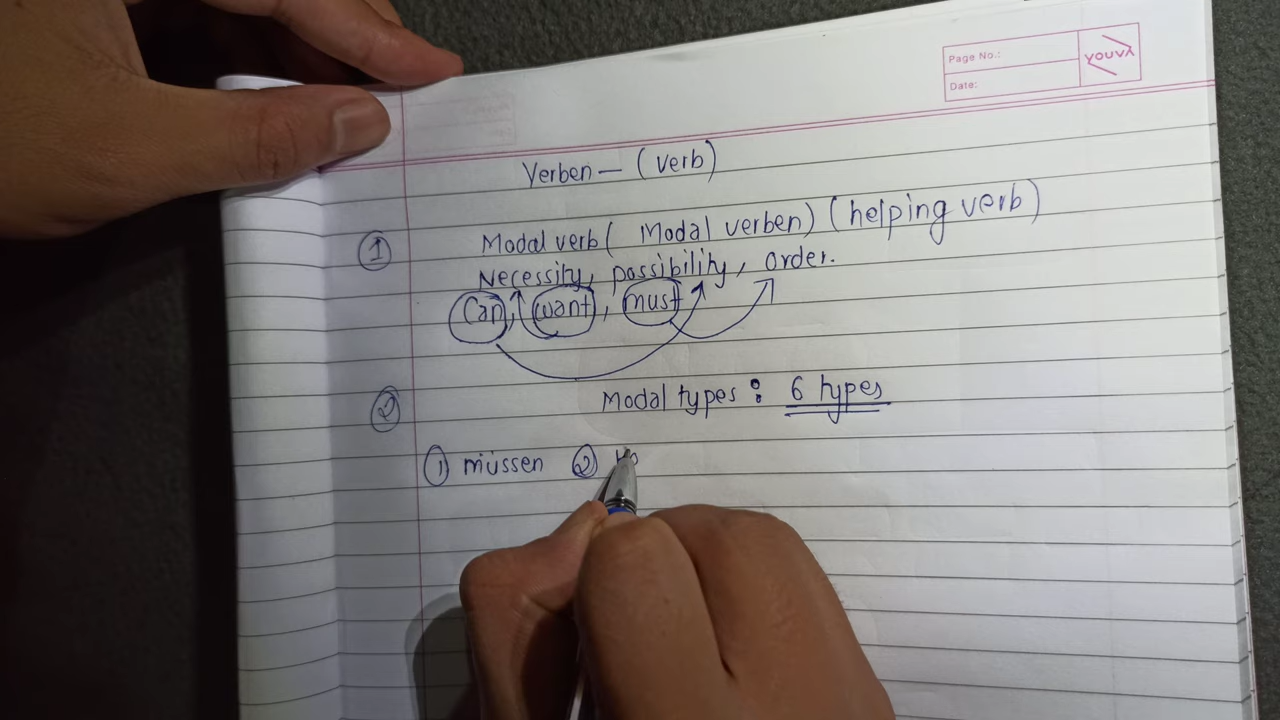 Page No.:
Date:
YOUVA
Verben — (verb)
① Modal verb ( Modal verben) (helping verb)
Necessity, possibility, order.
Can, want, must
② Modal types : 6 types
① müssen ②